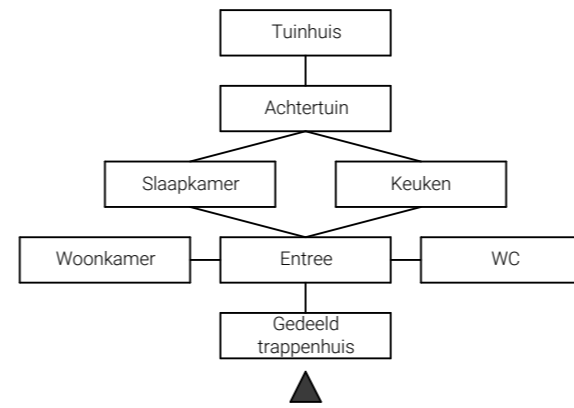 Tuinhuis
Achtertuin
Slaapkamer
Keuken
Woonkamer
Entree
WC
Gedeeld
trappenhuis